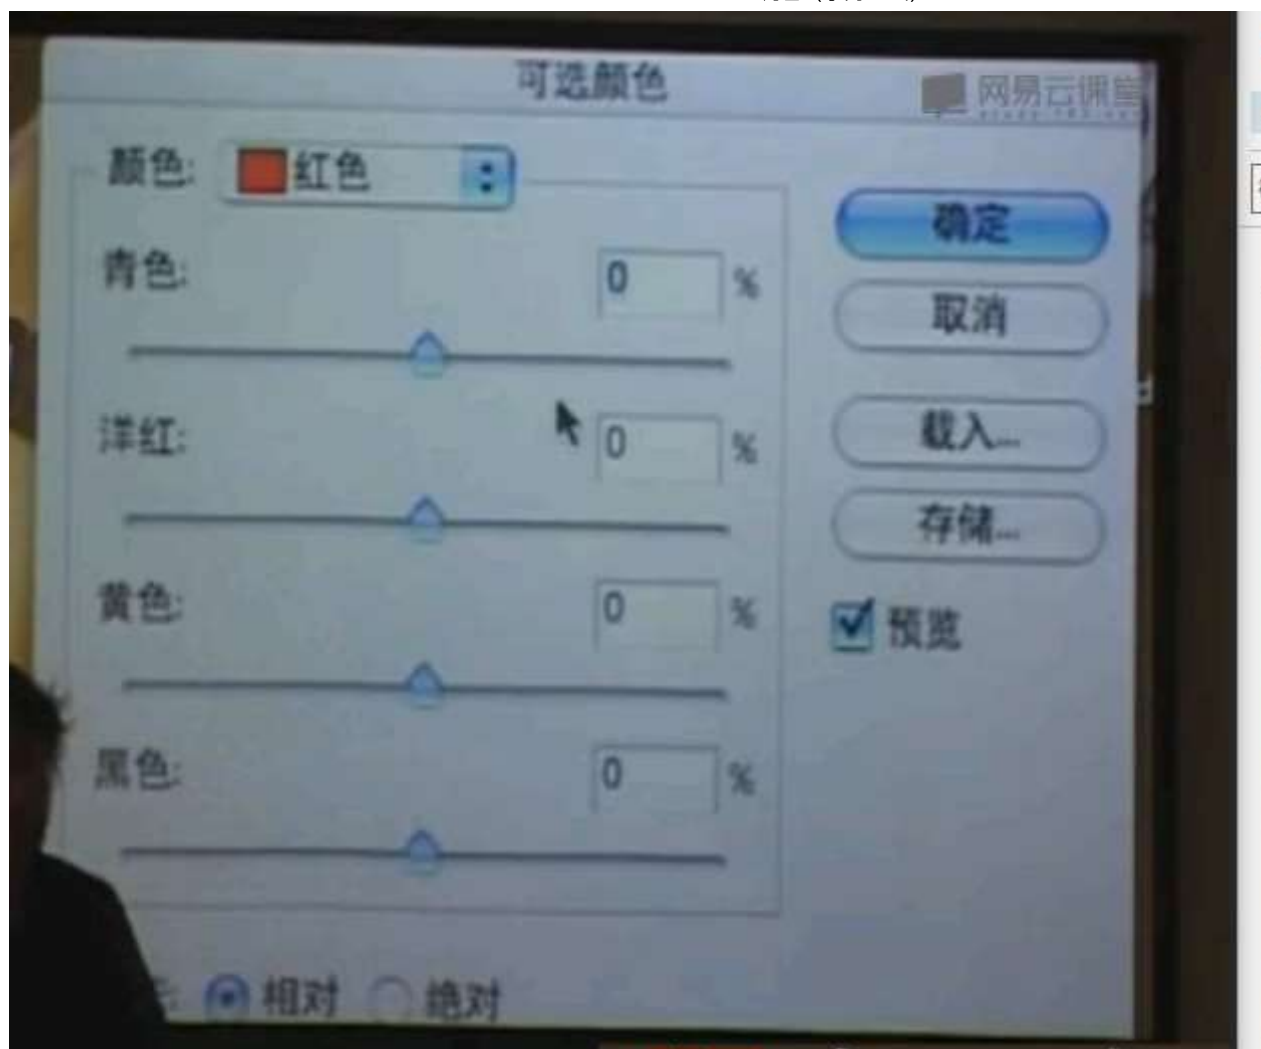 可选颜色
网易云课堂
颜色: 红色
确定
青色: 0 %
取消
洋红: 0 %
载入...
存储...
黄色: 0 %
预览
黑色: 0 %
相对 绝对